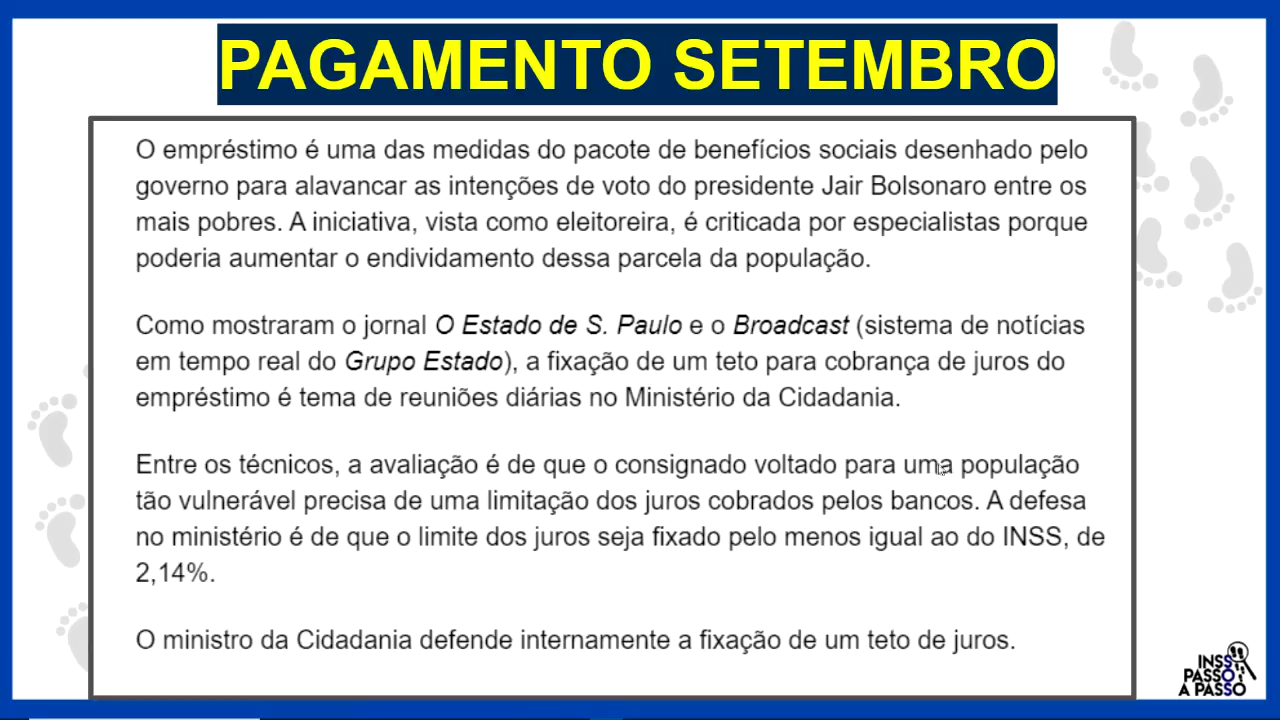 PAGAMENTO SETEMBRO
O empréstimo é uma das medidas do pacote de benefícios sociais desenhado pelo
governo para alavancar as intenções de voto do presidente Jair Bolsonaro entre os
mais pobres. A iniciativa, vista como eleitoreira, é criticada por especialistas porque
poderia aumentar o endividamento dessa parcela da população.
Como mostraram o jornal O Estado de S. Paulo e o Broadcast (sistema de notícias
em tempo real do Grupo Estado), a fixação de um teto para cobrança de juros do
empréstimo é tema de reuniões diárias no Ministério da Cidadania.
Entre os técnicos, a avaliação é de que o consignado voltado para uma população
tão vulnerável precisa de uma limitação dos juros cobrados pelos bancos. A defesa
no ministério é de que o limite dos juros seja fixado pelo menos igual ao do INSS, de
2,14%.
O ministro da Cidadania defende internamente a fixação de um teto de juros.
INSS
PASSO
A PASSO